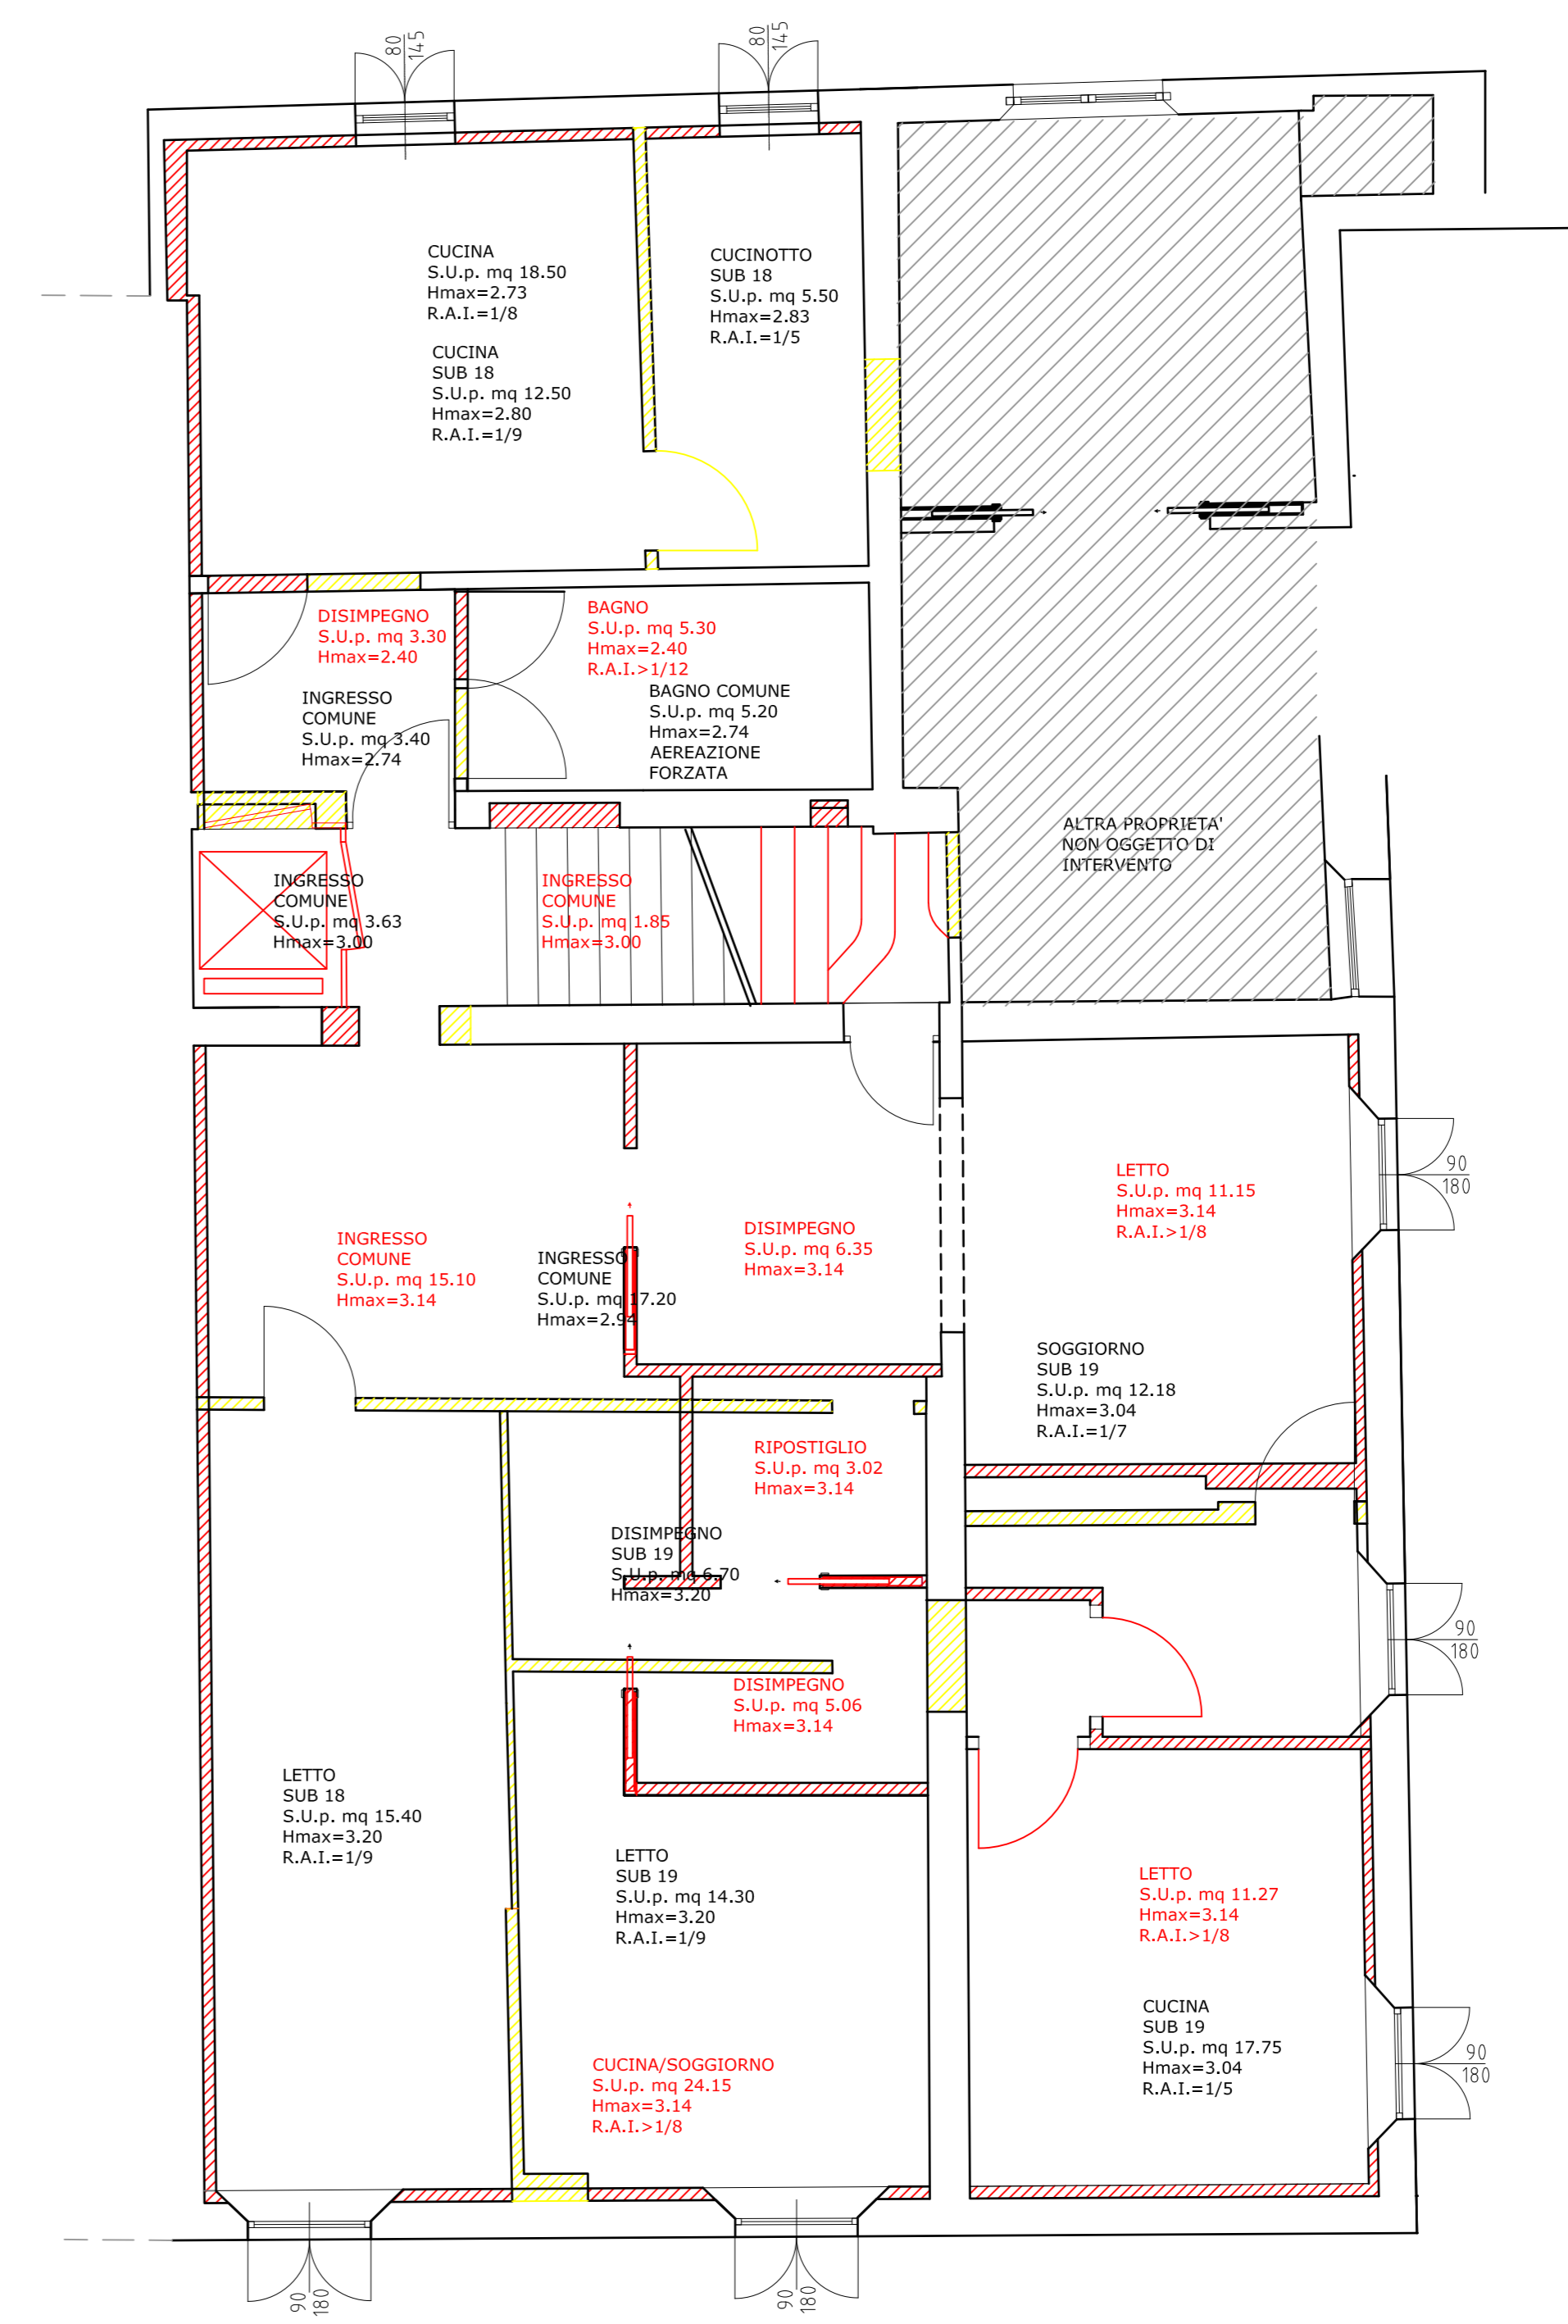 80
145
80
145
CUCINA
S.U.p. mq 18.50
Hmax=2.73
R.A.I.=1/8
CUCINA
SUB 18
S.U.p. mq 12.50
Hmax=2.80
R.A.I.=1/9
CUCINOTTO
SUB 18
S.U.p. mq 5.50
Hmax=2.83
R.A.I.=1/5
DISIMPEGNO
S.U.p. mq 3.30
Hmax=2.40
INGRESSO
COMUNE
S.U.p. mq 3.40
Hmax=2.74
BAGNO
S.U.p. mq 5.30
Hmax=2.40
R.A.I.>1/12
BAGNO COMUNE
S.U.p. mq 5.20
Hmax=2.74
AEREAZIONE
FORZATA
ALTRA PROPRIETA'
NON OGGETTO DI
INTERVENTO
INGRESSO
COMUNE
S.U.p. mq 3.63
Hmax=3.00
INGRESSO
COMUNE
S.U.p. mq 1.85
Hmax=3.00
LETTO
S.U.p. mq 11.15
Hmax=3.14
R.A.I.>1/8
90
180
INGRESSO
COMUNE
S.U.p. mq 15.10
Hmax=3.14
INGRESSO
COMUNE
S.U.p. mq 17.20
Hmax=2.94
DISIMPEGNO
S.U.p. mq 6.35
Hmax=3.14
SOGGIORNO
SUB 19
S.U.p. mq 12.18
Hmax=3.04
R.A.I.=1/7
RIPOSTIGLIO
S.U.p. mq 3.02
Hmax=3.14
DISIMPEGNO
SUB 19
S.U.p. mq 6.70
Hmax=3.20
90
180
DISIMPEGNO
S.U.p. mq 5.06
Hmax=3.14
LETTO
SUB 18
S.U.p. mq 15.40
Hmax=3.20
R.A.I.=1/9
LETTO
SUB 19
S.U.p. mq 14.30
Hmax=3.20
R.A.I.=1/9
LETTO
S.U.p. mq 11.27
Hmax=3.14
R.A.I.>1/8
CUCINA
SUB 19
S.U.p. mq 17.75
Hmax=3.04
R.A.I.=1/5
90
180
CUCINA/SOGGIORNO
S.U.p. mq 24.15
Hmax=3.14
R.A.I.>1/8
90
180
90
180